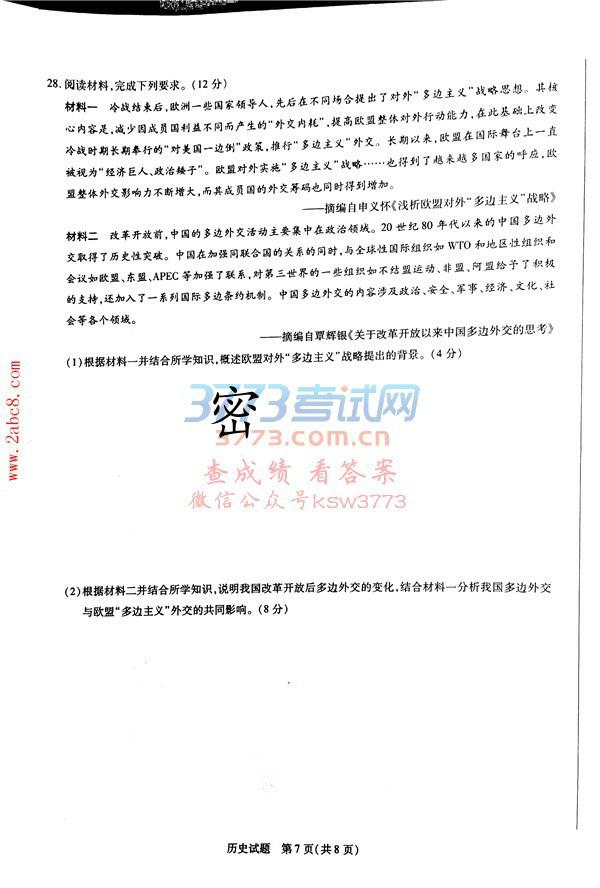 28. 阅读材料,完成下列要求。(12 分)
材料一 冷战结束后,欧洲一些国家领导人,先后在不同场合提出了对外“多边主义”战略思想。其核
心内容是,减少因成员国利益不同而产生的“外交内耗”,提高欧盟整体对外行动能力,在此基础上改变
冷战时期长期奉行的“对美国一边倒”政策,推行“多边主义”外交。长期以来,欧盟在国际舞台上一直
被视为“经济巨人、政治矮子”。欧盟对外实施“多边主义”战略……也得到了越来越多国家的呼应,欧
盟整体外交影响力不断增大,而其成员国的外交筹码也同时得到增加。
——摘编自申义怀《浅析欧盟对外“多边主义”战略》
材料二 改革开放前,中国的多边外交活动主要集中在政治领域。20 世纪 80 年代以来的中国多边外
交取得了历史性突破。中国在加强同联合国的关系的同时,与全球性国际组织如 WTO 和地区性组织和
会议如欧盟、东盟、APEC 等加强了联系,对第三世界的一些组织如不结盟运动、非盟、阿盟给予了积极
的支持,还加入了一系列国际多边条约机制。中国多边外交的内容涉及政治、安全、军事、经济、文化、社
会等各个领域。
——摘编自覃辉银《关于改革开放以来中国多边外交的思考》
(1)根据材料一并结合所学知识,概述欧盟对外“多边主义”战略提出的背景。(4 分)
www.2abc8.com
3773考试网
密
3773.com.cn
查成绩 看答案
微信公众号ksw3773
(2)根据材料二并结合所学知识,说明我国改革开放后多边外交的变化,结合材料一分析我国多边外交
与欧盟“多边主义”外交的共同影响。(8 分)
历史试题 第 7 页(共 8 页)